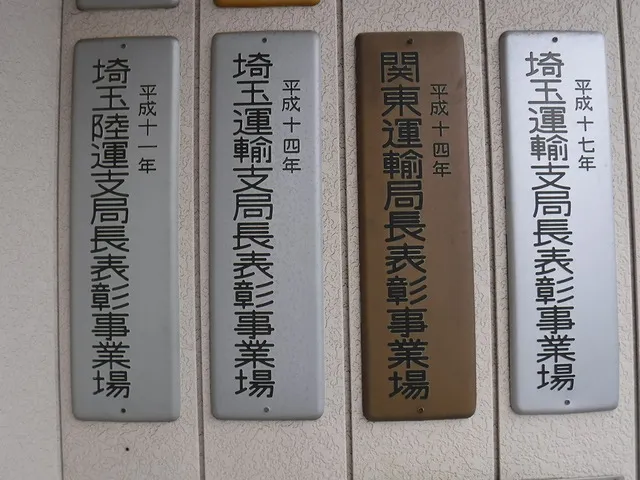 平成十一年
埼玉陸運支局長表彰事業場
平成十四年
埼玉運輸支局長表彰事業場
平成十四年
関東運輸局長表彰事業場
平成十七年
埼玉運輸支局長表彰事業場